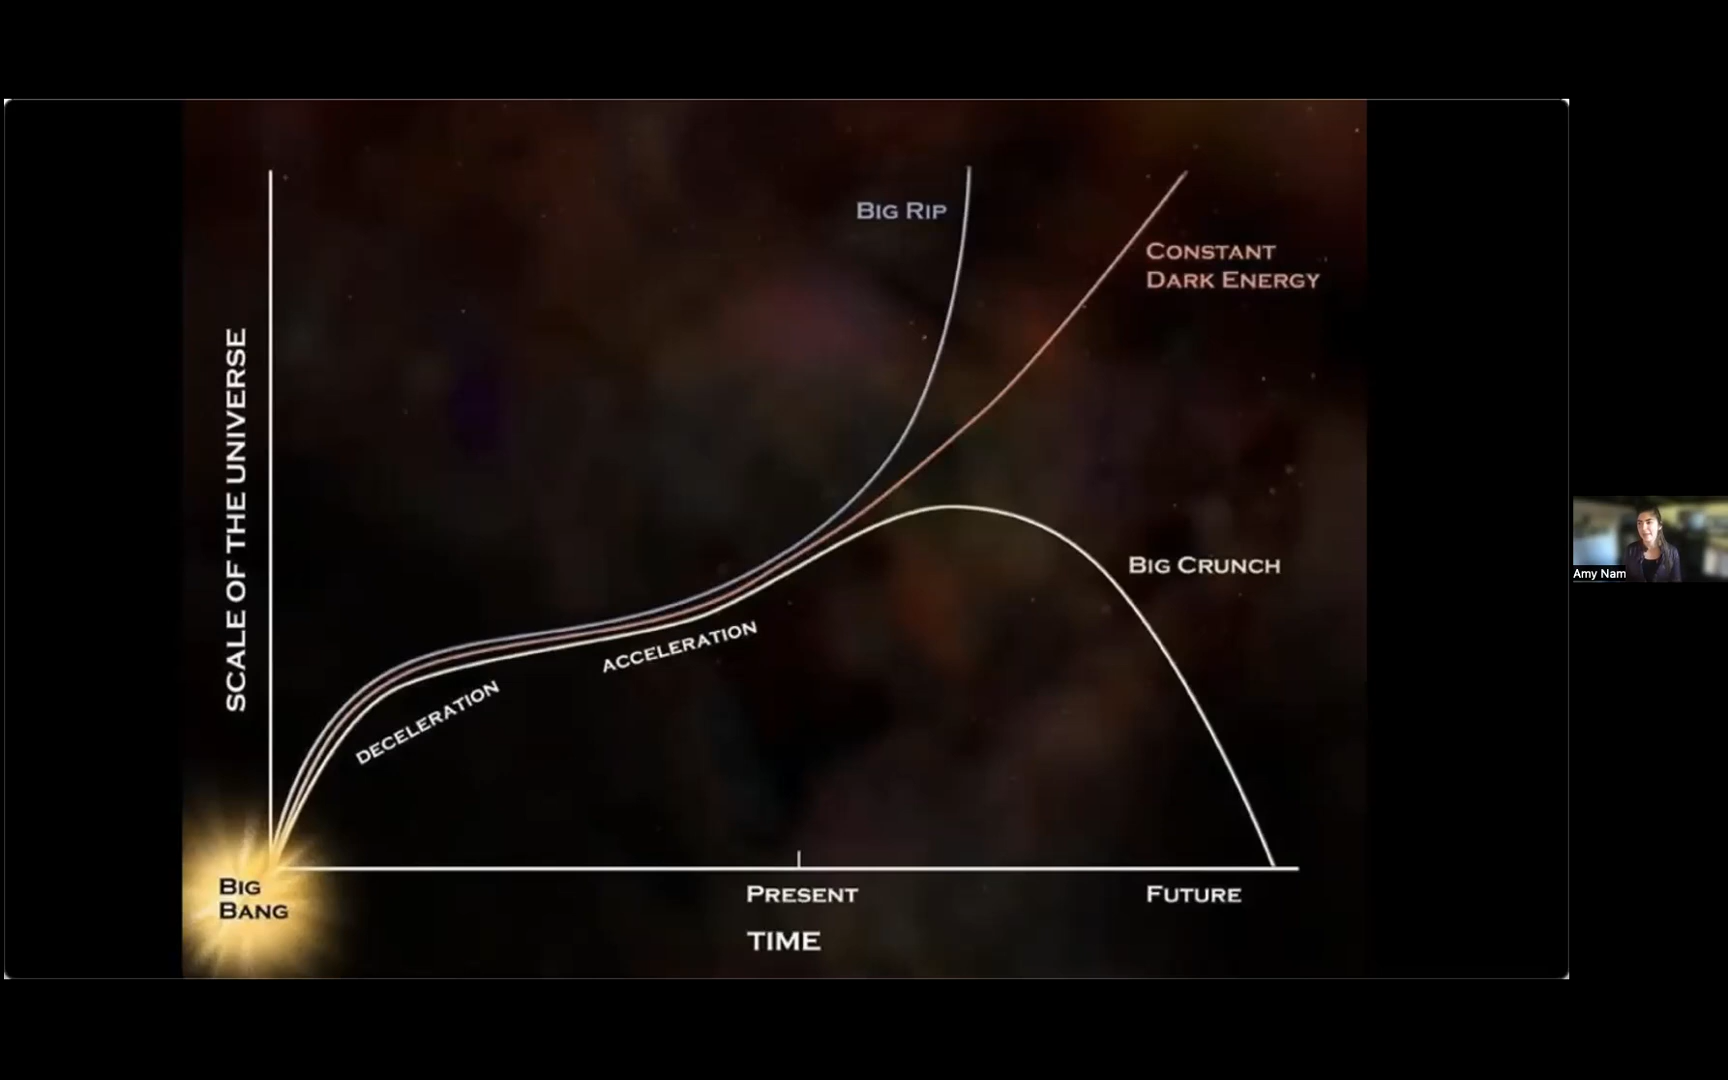 BIG RIP
CONSTANT
DARK ENERGY
SCALE OF THE UNIVERSE
BIG CRUNCH
ACCELERATION
DECELERATION
BIG
BANG
PRESENT
FUTURE
TIME
Amy Nam